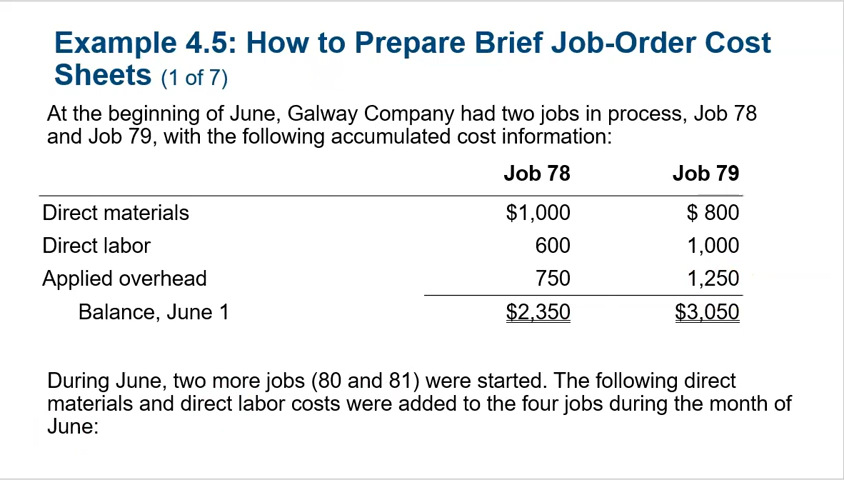 Example 4.5: How to Prepare Brief Job-Order Cost
Sheets (1 of 7)
At the beginning of June, Galway Company had two jobs in process, Job 78
and Job 79, with the following accumulated cost information:
Job 78 Job 79
Direct materials $1,000 $ 800
Direct labor 600 1,000
Applied overhead 750 1,250
Balance, June 1 $2,350 $3,050
During June, two more jobs (80 and 81) were started. The following direct
materials and direct labor costs were added to the four jobs during the month of
June: